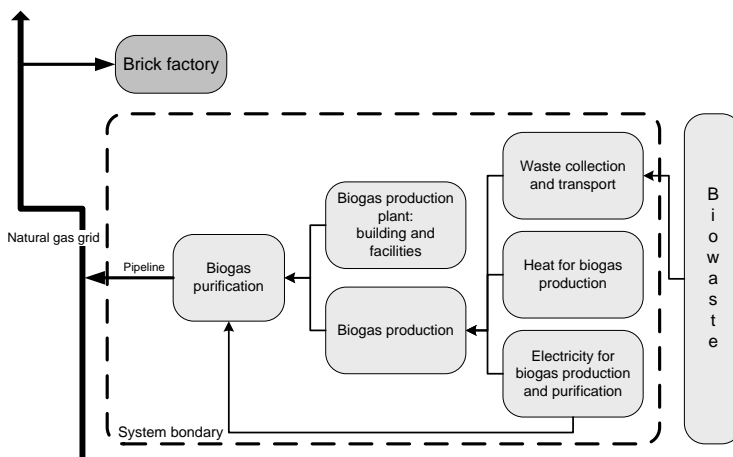 Brick factory
Waste collection
and transport
Biogas production
plant:
building and
facilities
Natural gas grid
Pipeline
Biogas
purification
Heat for biogas
production
Biogas production
Electricity for
biogas production
and purification
System bondary
B
i
o
w
a
s
t
e